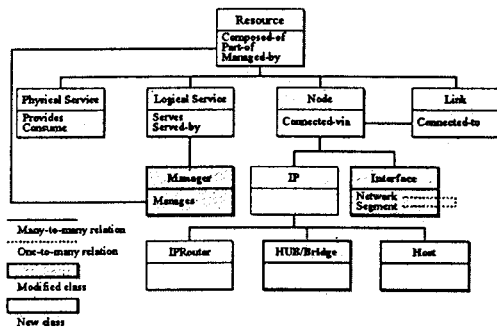 Resource
Composed-of
Part-of
Managed-by
Physical Service
Provides
Consume
Logical Service
Serves
Served-by
Node
Connected-via
Link
Connected-to
Manager
Manages
IP
Interface
Network
Segment
IPRouter
HUB/Bridge
Host
Many-to-many relation
One-to-many relation
Modified class
New class